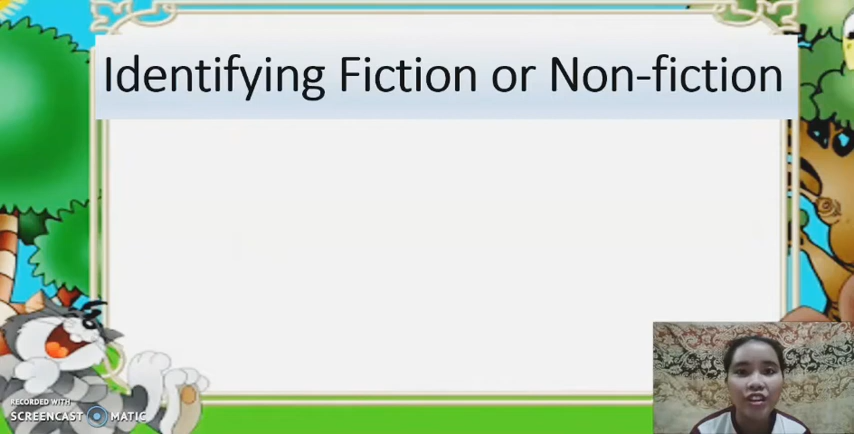 Identifying Fiction or Non-fiction
RECORDED WITH
SCREENCAST MATIC